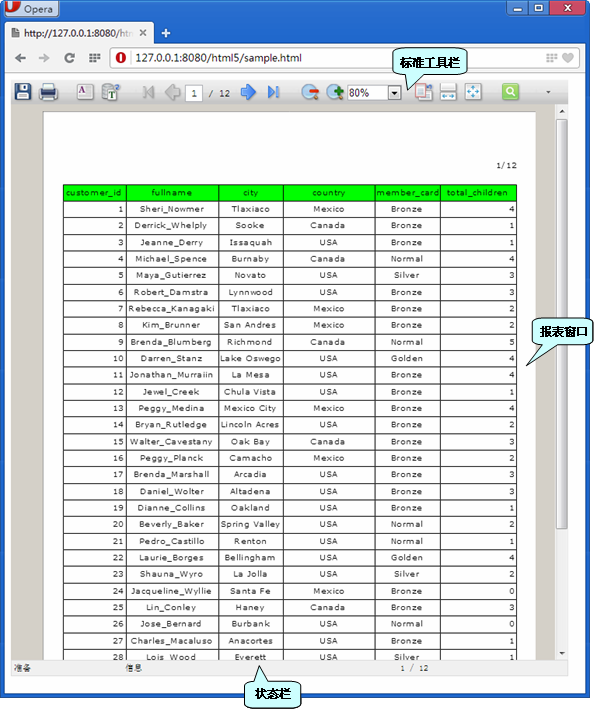 Opera
http://127.0.0.1:8080/htm
127.0.0.1:8080/html5/sample.html
标准工具栏
1 / 12 80%
1/12
customer_id fullname city country member_card total_children
1 Sheri_Nowmer Tlaxiaco Mexico Bronze 4
2 Derrick_Whelply Sooke Canada Bronze 1
3 Jeanne_Derry Issaquah USA Bronze 1
4 Michael_Spence Burnaby Canada Normal 4
5 Maya_Gutierrez Novato USA Silver 3
6 Robert_Damstra Lynnwood USA Bronze 3
7 Rebecca_Kanagaki Tlaxiaco Mexico Bronze 2
8 Kim_Brunner San Andres Mexico Bronze 2
9 Brenda_Blumberg Richmond Canada Normal 5
报表窗口
10 Darren_Stanz Lake Oswego USA Golden 4
11 Jonathan_Murraiin La Mesa USA Bronze 4
12 Jewel_Creek Chula Vista USA Bronze 1
13 Peggy_Medina Mexico City Mexico Bronze 4
14 Bryan_Rutledge Lincoln Acres USA Bronze 2
15 Walter_Cavestany Oak Bay Canada Bronze 3
16 Peggy_Planck Camacho Mexico Bronze 2
17 Brenda_Marshall Arcadia USA Bronze 3
18 Daniel_Wolter Altadena USA Bronze 3
19 Dianne_Collins Oakland USA Bronze 1
20 Beverly_Baker Spring Valley USA Normal 2
21 Pedro_Castillo Renton USA Normal 1
22 Laurie_Borges Bellingham USA Golden 4
23 Shauna_Wyro La Jolla USA Silver 2
24 Jacqueline_Wyllie Santa Fe Mexico Bronze 0
25 Lin_Conley Haney Canada Bronze 3
26 Jose_Bernard Burbank USA Normal 0
27 Charles_Macaluso Anacortes USA Bronze 1
28 Lois_Wood Everett USA Silver 1
准备 信息 1 / 12
状态栏